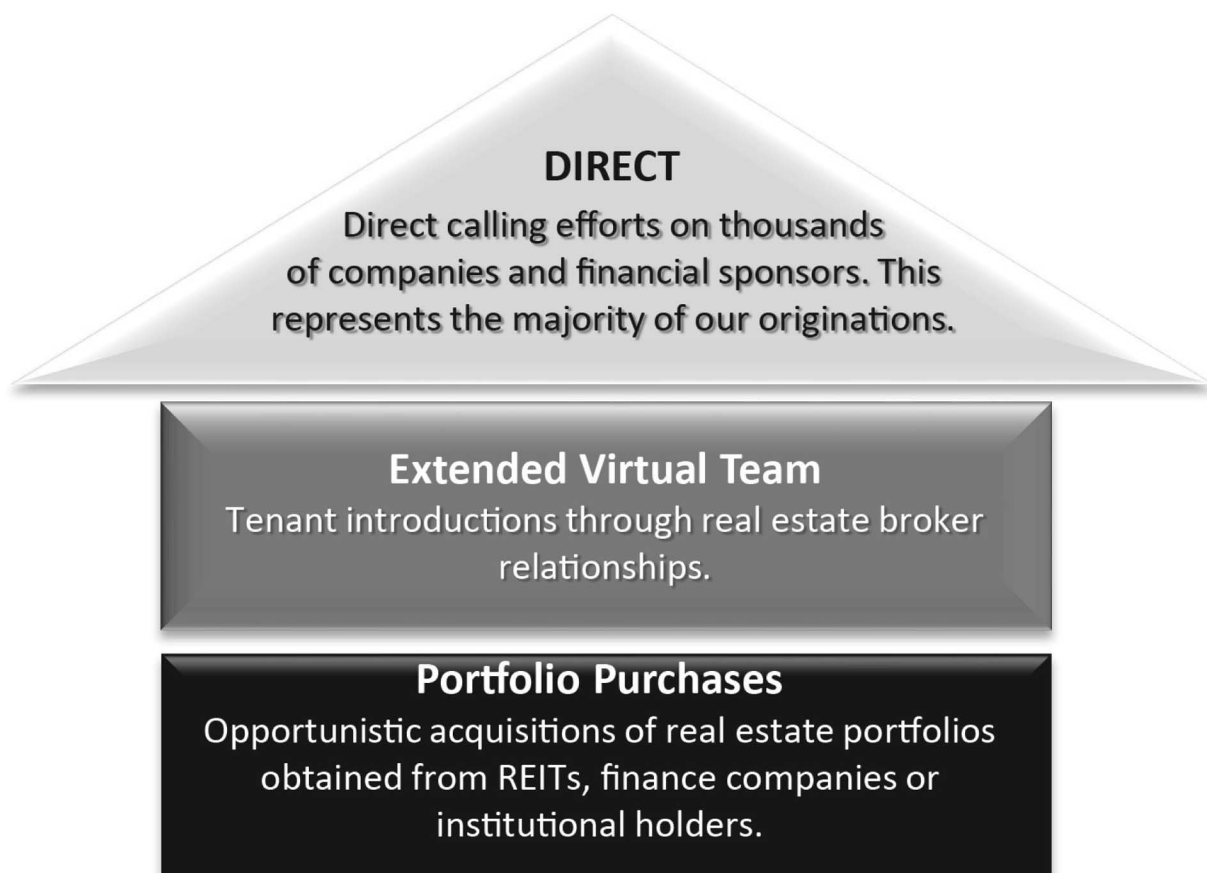 DIRECT
Direct calling efforts on thousands
of companies and financial sponsors. This
represents the majority of our originations.
Extended Virtual Team
Tenant introductions through real estate broker
relationships.
Portfolio Purchases
Opportunistic acquisitions of real estate portfolios
obtained from REITs, finance companies or
institutional holders.